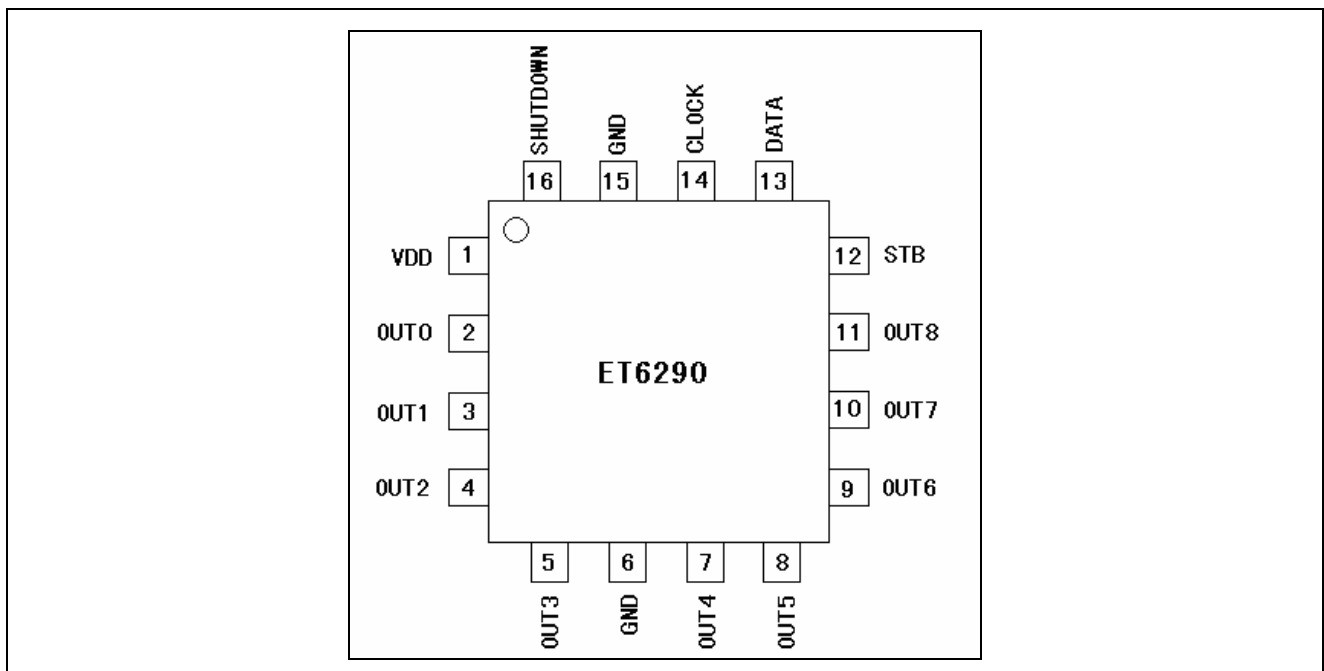 SHUTDOWN GND CLOCK DATA
16 15 14 13
VDD 1 12 STB
OUT0 2 11 OUT8
ET6290
OUT1 3 10 OUT7
OUT2 4 9 OUT6
5 6 7 8
OUT3 GND OUT4 OUT5